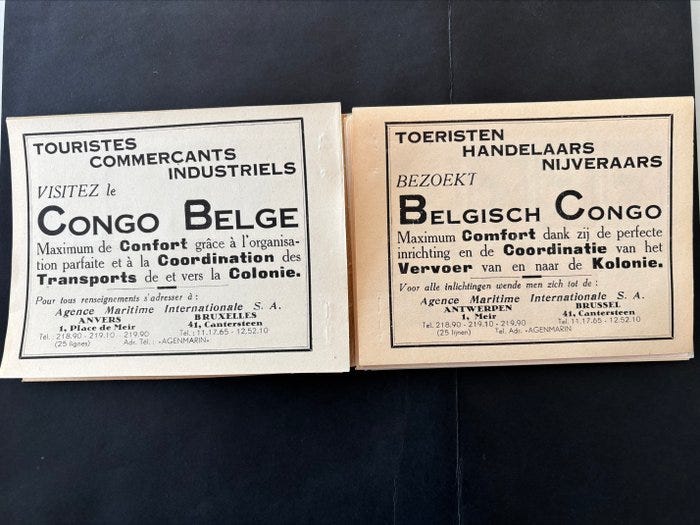 TOURISTES
COMMERCANTS
INDUSTRIELS
VISITEZ le
CONGO BELGE
Maximum de Confort grâce à l'organisa-
tion parfaite et à la Coordination des
Transports de et vers la Colonie.
Pour tous renseignements s'adresser à :
Agence Maritime Internationale S. A.
ANVERS BRUXELLES
1, Place de Meir 41, Cantersteen
Tél. : 218.90 - 219.10 - 219.90 Tél. : 11.17.65 - 12.52.10
(25 lignes) Adr. Tél. : «AGENMARIN»
TOERISTEN
HANDELAARS
NIJVERAARS
BEZOEKT
BELGISCH CONGO
Maximum Comfort dank zij de perfecte
inrichting en de Coordinatie van het
Vervoer van en naar de Kolonie.
Voor alle inlichtingen wende men zich tot de :
Agence Maritime Internationale S. A.
ANTWERPEN BRUSSEL
1, Meir 41, Cantersteen
Tel. 218.90 - 219.10 - 219.90 Tel. : 11.17.65 - 12.52.10
(25 lijnen) Tel. Adr. «AGENMARIN»